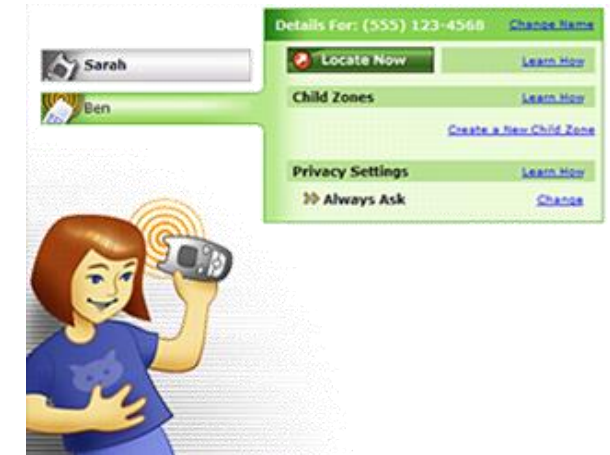 Details For: (555) 123-4568 Change Name
Sarah
Locate Now Learn How
Ben
Child Zones Learn How
Create a New Child Zone
Privacy Settings Learn How
Always Ask Change